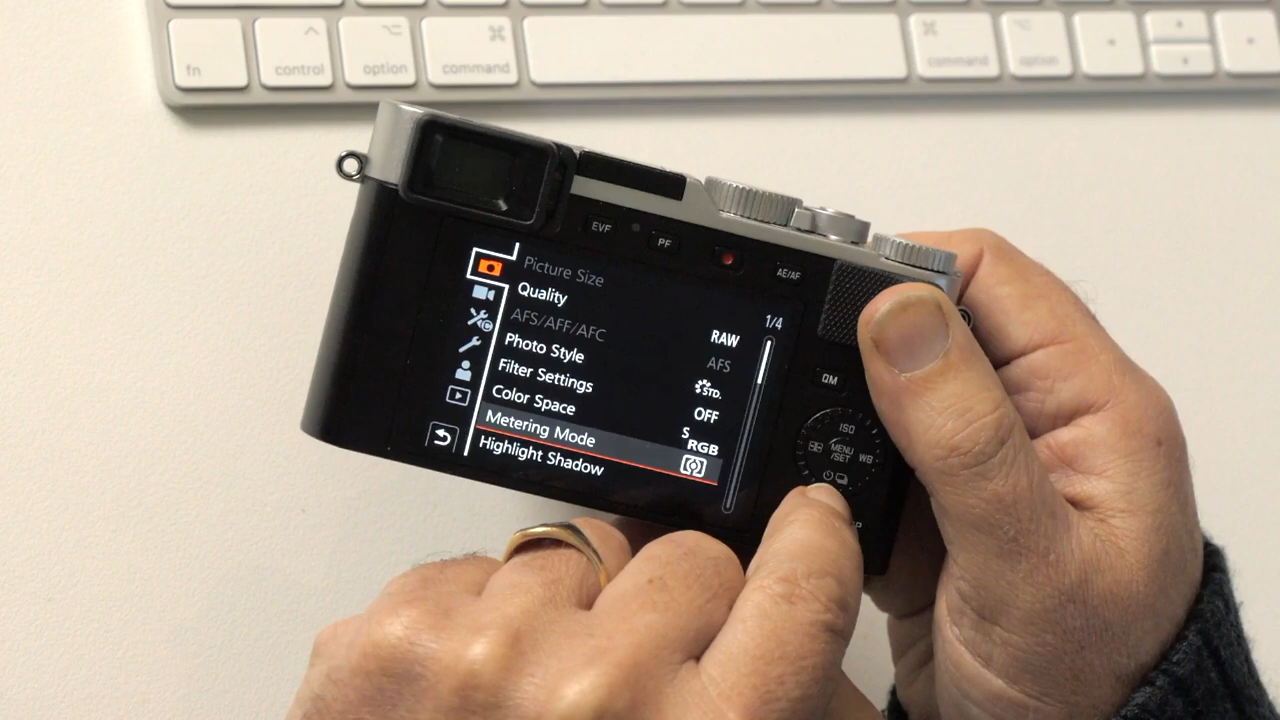 fn
control
option
command
command
option
EVF
PF
AE/AF
Picture Size
Quality
RAW
AFS/AFF/AFC
AFS
Photo Style
STD.
Filter Settings
OFF
Color Space
S
RGB
Metering Mode
Highlight Shadow
1/4
QM
ISO
MENU
/SET
WB